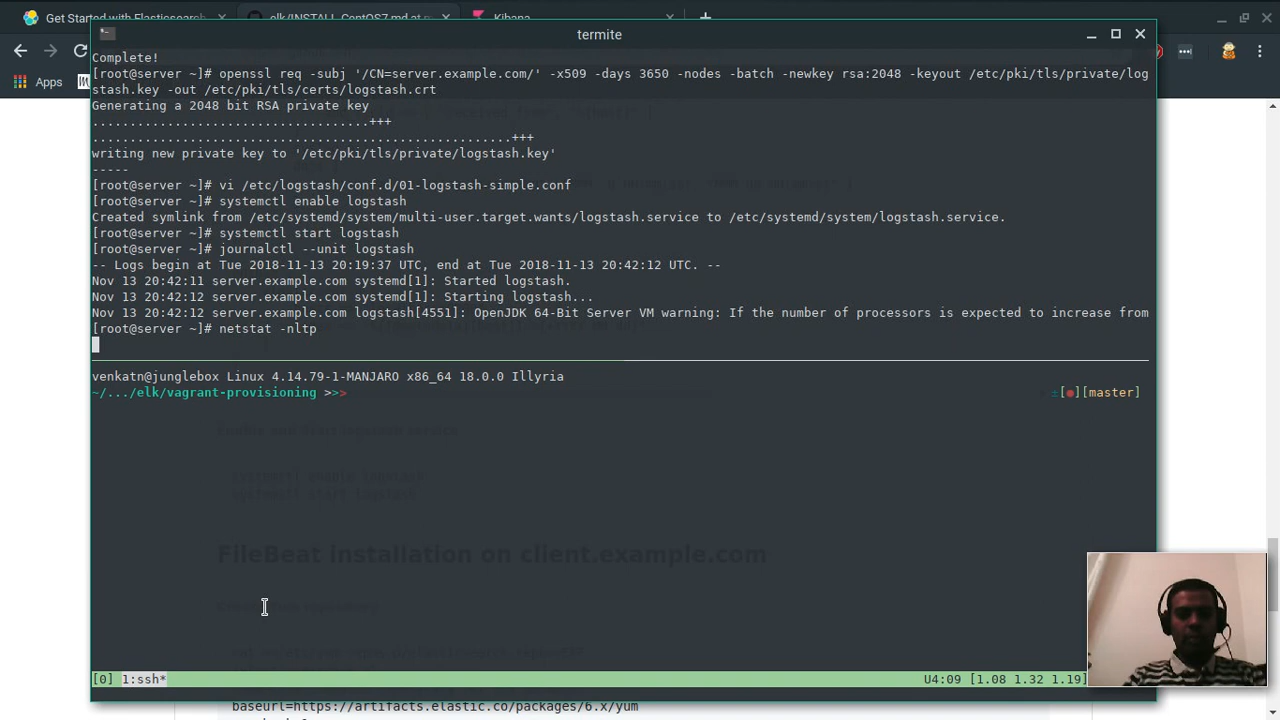 Get Started with Elasticsearch
elk/INSTALL_CentOS7.md at m
Kibana
Apps
termite
Complete!
[root@server ~]# openssl req -subj '/CN=server.example.com/' -x509 -days 3650 -nodes -batch -newkey rsa:2048 -keyout /etc/pki/tls/private/log
stash.key -out /etc/pki/tls/certs/logstash.crt
Generating a 2048 bit RSA private key
.....................................+++
........................................................+++
writing new private key to '/etc/pki/tls/private/logstash.key'
-----
[root@server ~]# vi /etc/logstash/conf.d/01-logstash-simple.conf
[root@server ~]# systemctl enable logstash
Created symlink from /etc/systemd/system/multi-user.target.wants/logstash.service to /etc/systemd/system/logstash.service.
[root@server ~]# systemctl start logstash
[root@server ~]# journalctl --unit logstash
-- Logs begin at Tue 2018-11-13 20:19:37 UTC, end at Tue 2018-11-13 20:42:12 UTC. --
Nov 13 20:42:11 server.example.com systemd[1]: Started logstash.
Nov 13 20:42:12 server.example.com systemd[1]: Starting logstash...
Nov 13 20:42:12 server.example.com logstash[4551]: OpenJDK 64-Bit Server VM warning: If the number of processors is expected to increase from
[root@server ~]# netstat -nltp
venkatn@junglebox Linux 4.14.79-1-MANJARO x86_64 18.0.0 Illyria
~/.../elk/vagrant-provisioning >>> ±[●][master]
systemctl enable logstash
systemctl start logstash
FileBeat installation on client.example.com
[0] 1:ssh* U4:09 [1.08 1.32 1.19]
baseurl=https://artifacts.elastic.co/packages/6.x/yum